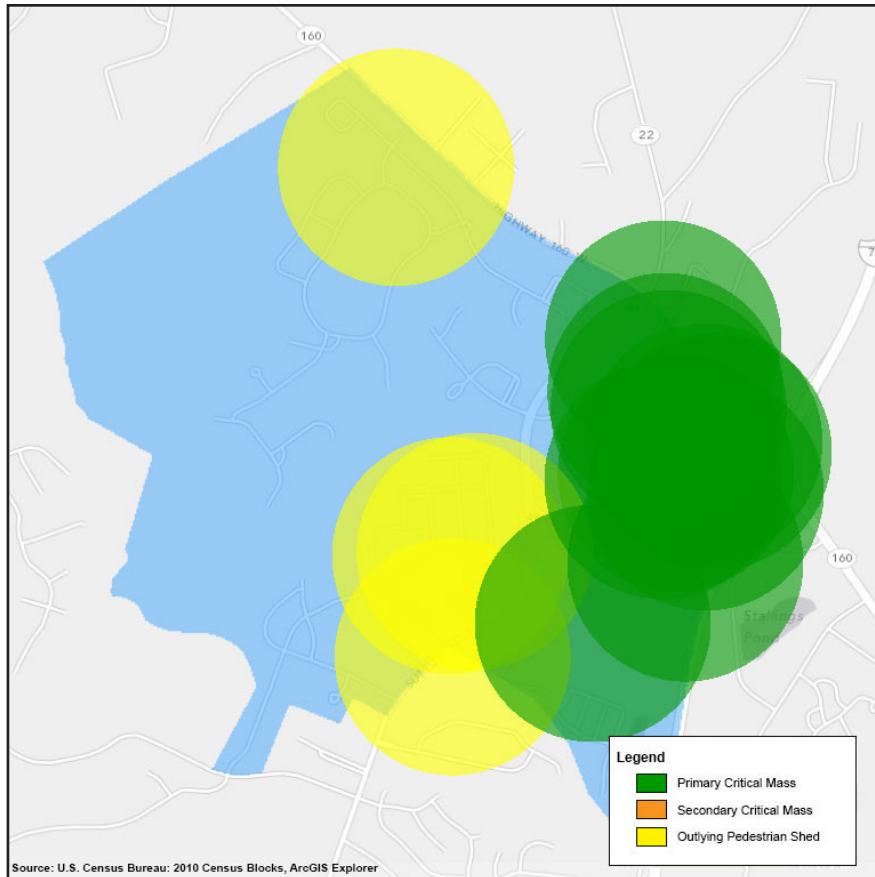 160
22
HIGHWAY 160 W
7
160
Stallings
Pond
Legend
Primary Critical Mass
Secondary Critical Mass
Outlying Pedestrian Shed
Source: U.S. Census Bureau: 2010 Census Blocks, ArcGIS Explorer